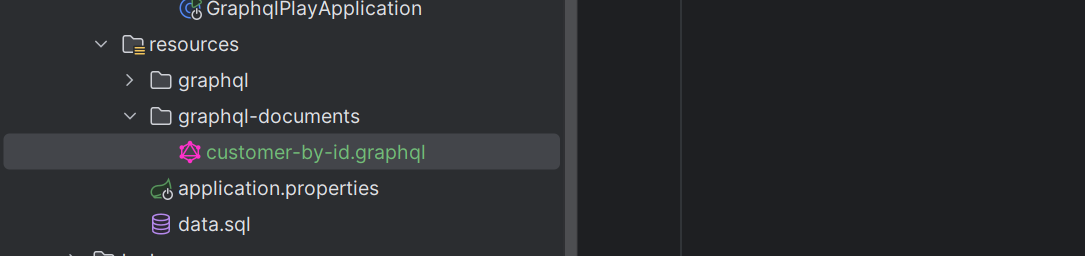 GraphqlPlayApplication
resources
graphql
graphql-documents
customer-by-id.graphql
application.properties
data.sql